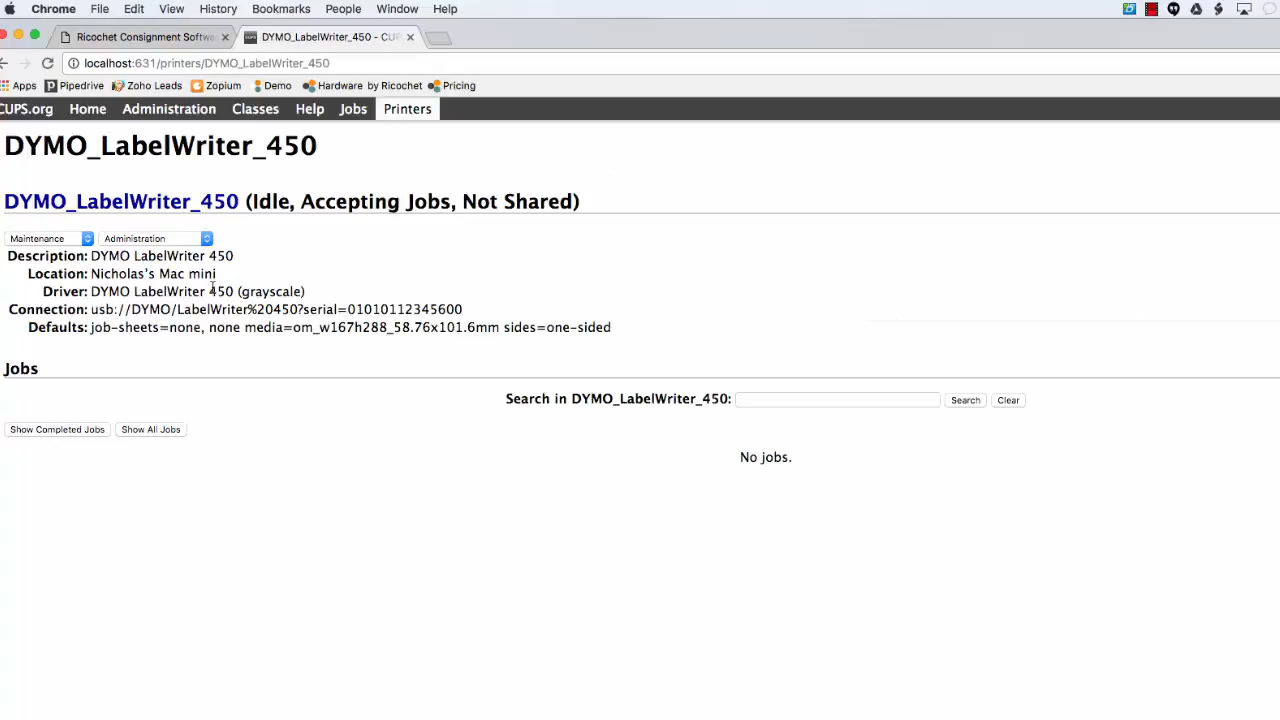 Chrome File Edit View History Bookmarks People Window Help
Ricochet Consignment Softwa DYMO_LabelWriter_450 - CUP
localhost:631/printers/DYMO_LabelWriter_450
Apps Pipedrive Zoho Leads Zopium Demo Hardware by Ricochet Pricing
CUPS.org Home Administration Classes Help Jobs Printers
DYMO_LabelWriter_450
DYMO_LabelWriter_450 (Idle, Accepting Jobs, Not Shared)
Maintenance Administration
Description: DYMO LabelWriter 450
Location: Nicholas's Mac mini
Driver: DYMO LabelWriter 450 (grayscale)
Connection: usb://DYMO/LabelWriter%20450?serial=01010112345600
Defaults: job-sheets=none, none media=om_w167h288_58.76x101.6mm sides=one-sided
Jobs
Search in DYMO_LabelWriter_450: Search Clear
Show Completed Jobs Show All Jobs
No jobs.